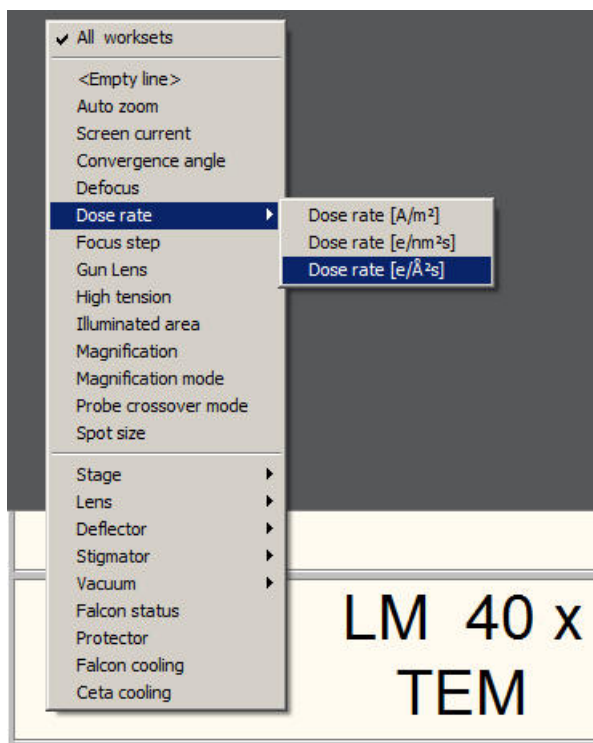 All worksets
<Empty line>
Auto zoom
Screen current
Convergence angle
Defocus
Dose rate
Focus step
Gun Lens
High tension
Illuminated area
Magnification
Magnification mode
Probe crossover mode
Spot size
Stage
Lens
Deflector
Stigmator
Vacuum
Falcon status
Protector
Falcon cooling
Ceta cooling
Dose rate [A/m²]
Dose rate [e/nm²s]
Dose rate [e/Å²s]
LM 40 x
TEM